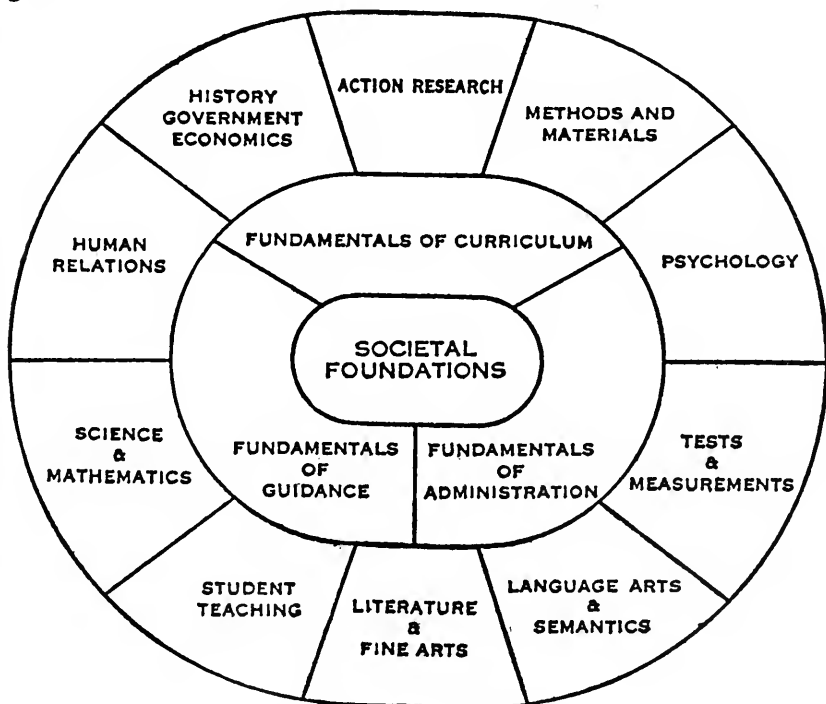 ACTION RESEARCH
METHODS AND
MATERIALS
PSYCHOLOGY
TESTS
&
MEASUREMENTS
LANGUAGE ARTS
&
SEMANTICS
LITERATURE
&
FINE ARTS
STUDENT
TEACHING
SCIENCE
&
MATHEMATICS
HUMAN
RELATIONS
HISTORY
GOVERNMENT
ECONOMICS
FUNDAMENTALS OF CURRICULUM
FUNDAMENTALS
OF
ADMINISTRATION
FUNDAMENTALS
OF
GUIDANCE
SOCIETAL
FOUNDATIONS